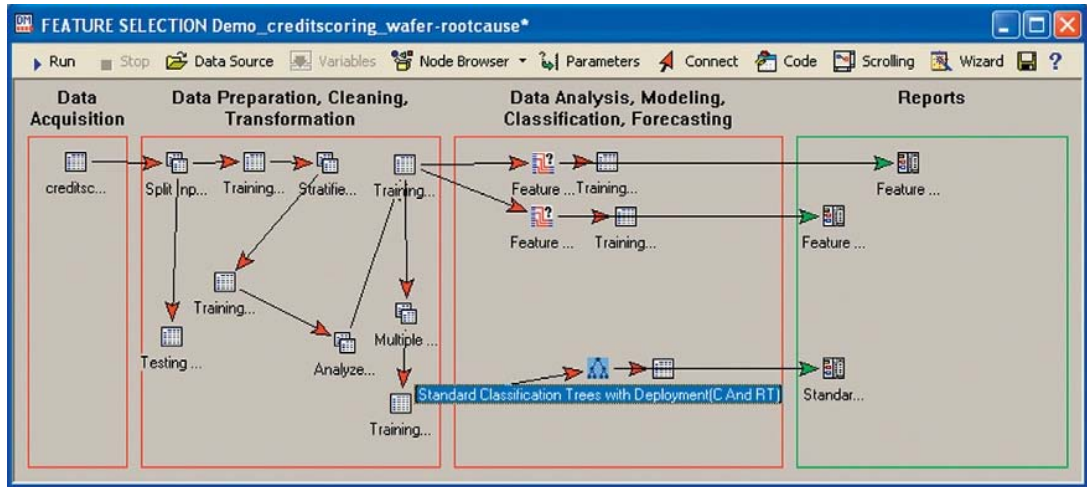 FEATURE SELECTION Demo_creditscoring_wafer-rootcause*
Run Stop Data Source Variables Node Browser Parameters Connect Code Scrolling Wizard ?
Data Acquisition
Data Preparation, Cleaning, Transformation
Data Analysis, Modeling, Classification, Forecasting
Reports
creditsc...
Split Inp...
Training...
Stratifie...
Training...
Feature ...
Training...
Feature ...
Feature ...
Training...
Feature ...
Training...
Testing ...
Analyze...
Multiple ...
Training...
Standard Classification Trees with Deployment(C And RT)
Standar...